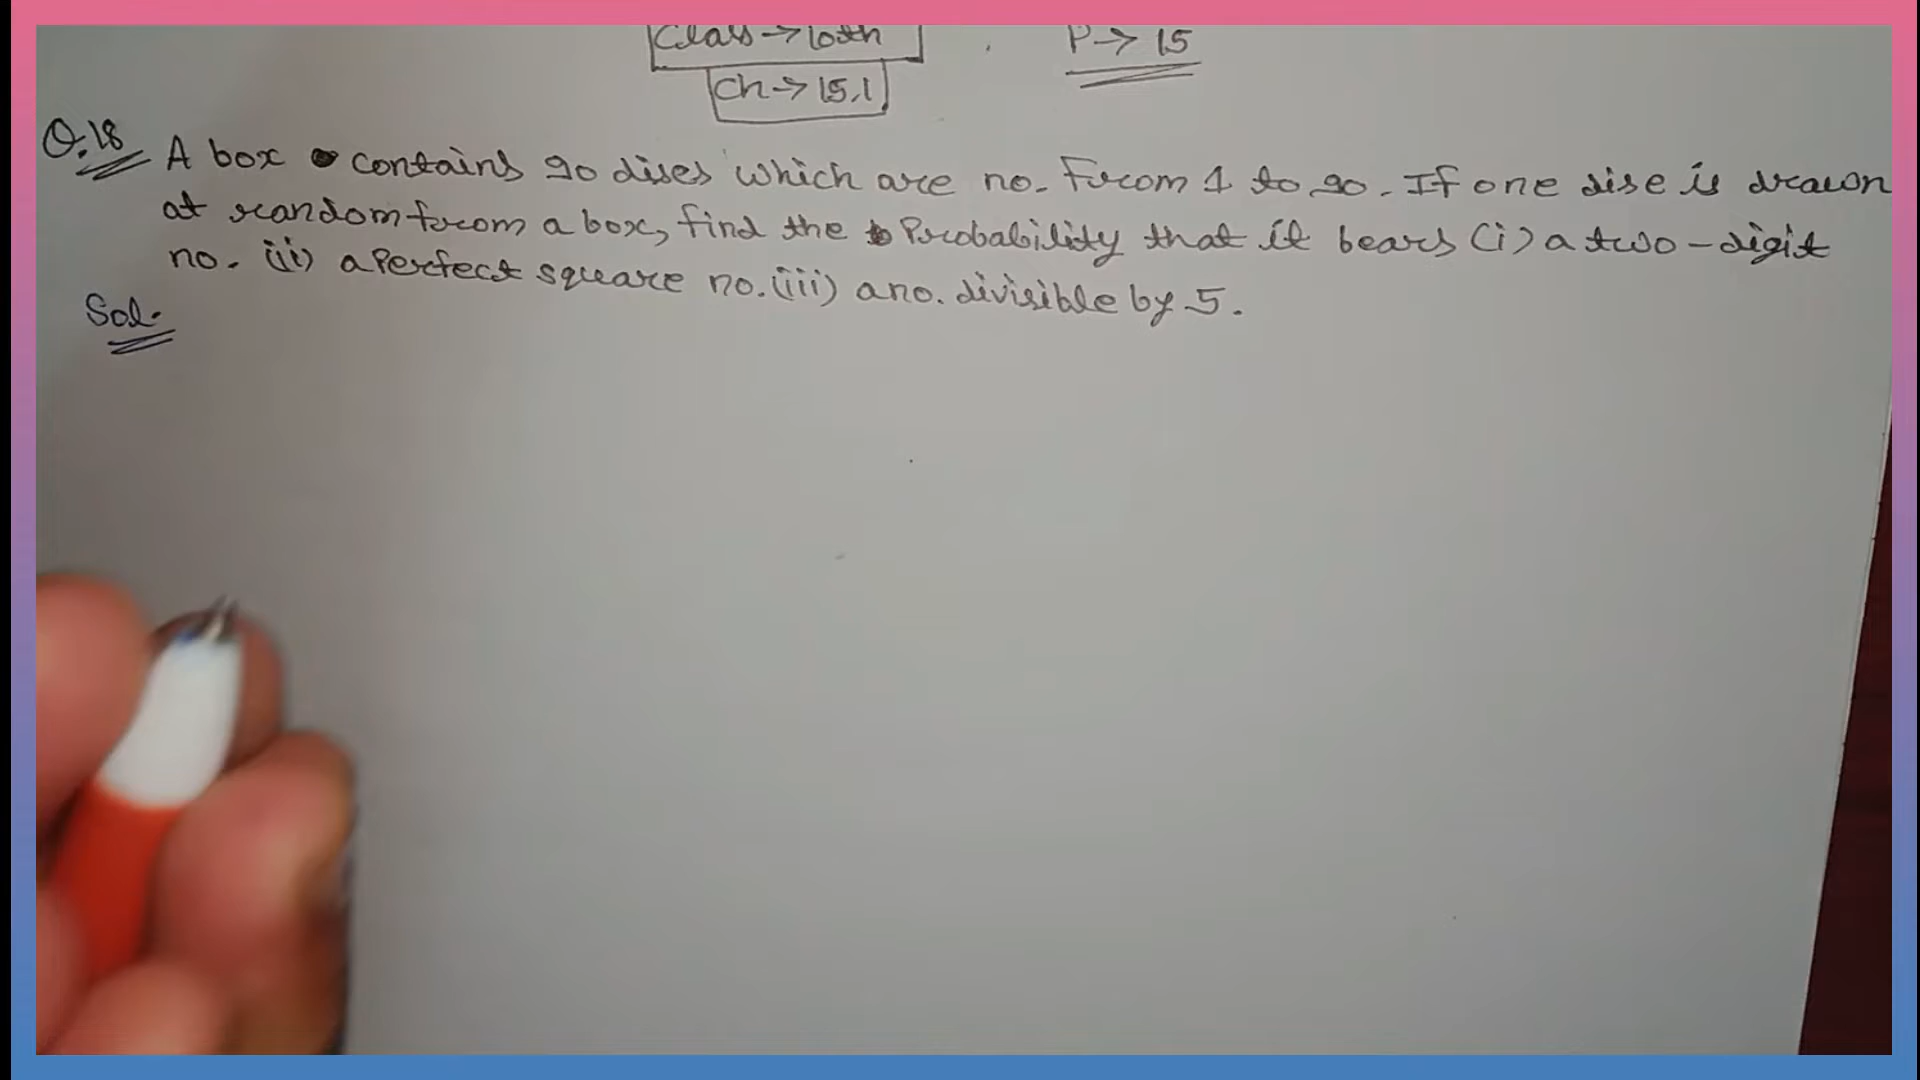 Class → 10th
P → 15
Ch → 15.1
Q.18 A box contains 90 discs which are no. From 1 to 90. If one disc is drawn
at random from a box, find the Probability that it bears (i) a two-digit
no. (ii) a Perfect square no. (iii) a no. divisible by 5.
Sol.